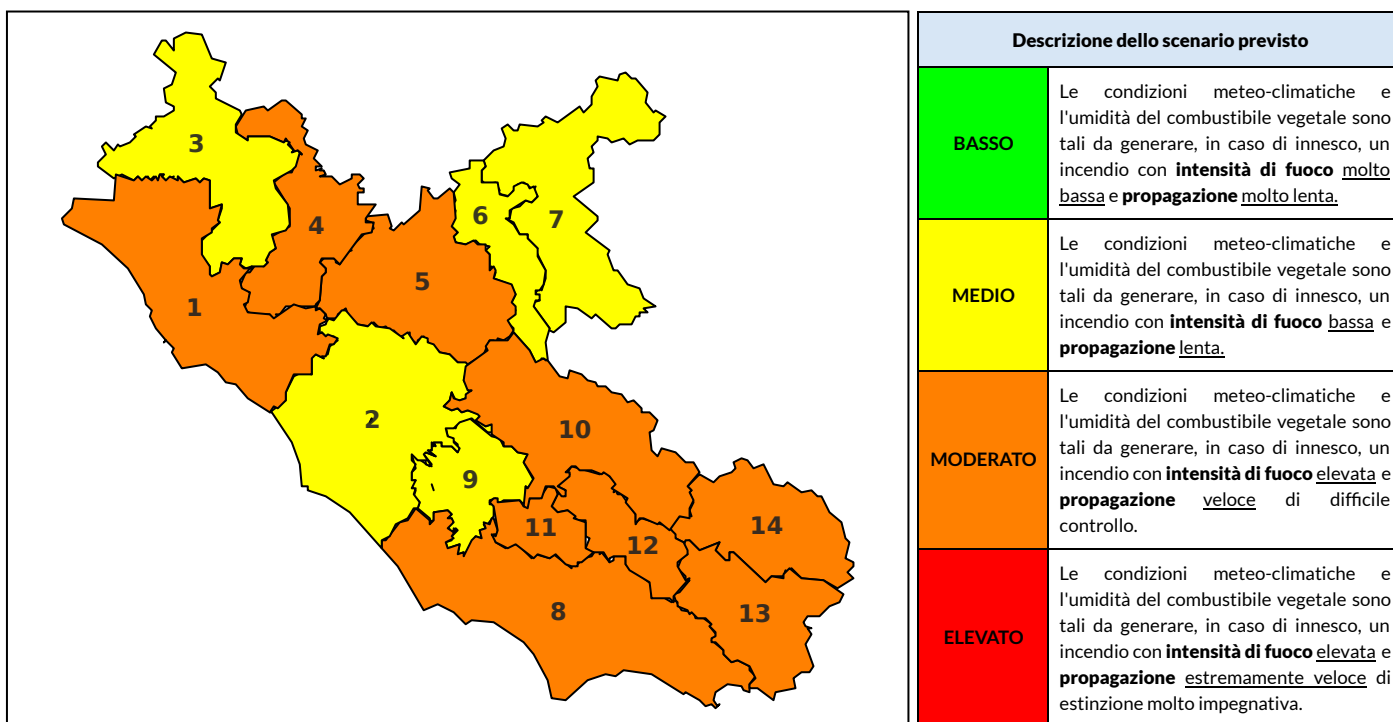 3
4
6
7
5
1
2
10
9
11
12
14
8
13
Descrizione dello scenario previsto
BASSO
Le condizioni meteo-climatiche e
l'umidità del combustibile vegetale sono
tali da generare, in caso di innesco, un
incendio con intensità di fuoco molto
bassa e propagazione molto lenta.
MEDIO
Le condizioni meteo-climatiche e
l'umidità del combustibile vegetale sono
tali da generare, in caso di innesco, un
incendio con intensità di fuoco bassa e
propagazione lenta.
MODERATO
Le condizioni meteo-climatiche e
l'umidità del combustibile vegetale sono
tali da generare, in caso di innesco, un
incendio con intensità di fuoco elevata e
propagazione veloce di difficile
controllo.
ELEVATO
Le condizioni meteo-climatiche e
l'umidità del combustibile vegetale sono
tali da generare, in caso di innesco, un
incendio con intensità di fuoco elevata e
propagazione estremamente veloce di
estinzione molto impegnativa.